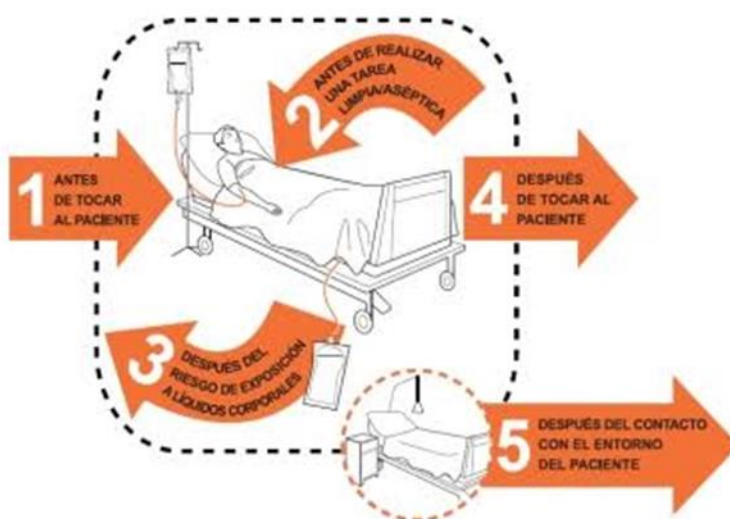 1 ANTES
DE TOCAR
AL PACIENTE
2 ANTES DE REALIZAR
UNA TAREA
LIMPIA/ASÉPTICA
3 DESPUÉS DEL
RIESGO DE EXPOSICIÓN
A LÍQUIDOS CORPORALES
4 DESPUÉS
DE TOCAR AL
PACIENTE
5 DESPUÉS DEL CONTACTO
CON EL ENTORNO
DEL PACIENTE